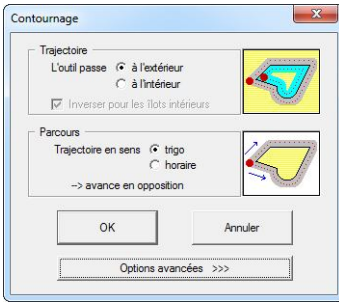 Contournage
Trajectoire
L'outil passe à l'extérieur
à l'intérieur
Inverser pour les îlots intérieurs
Parcours
Trajectoire en sens trigo
horaire
--> avance en opposition
OK Annuler
Options avancées >>>